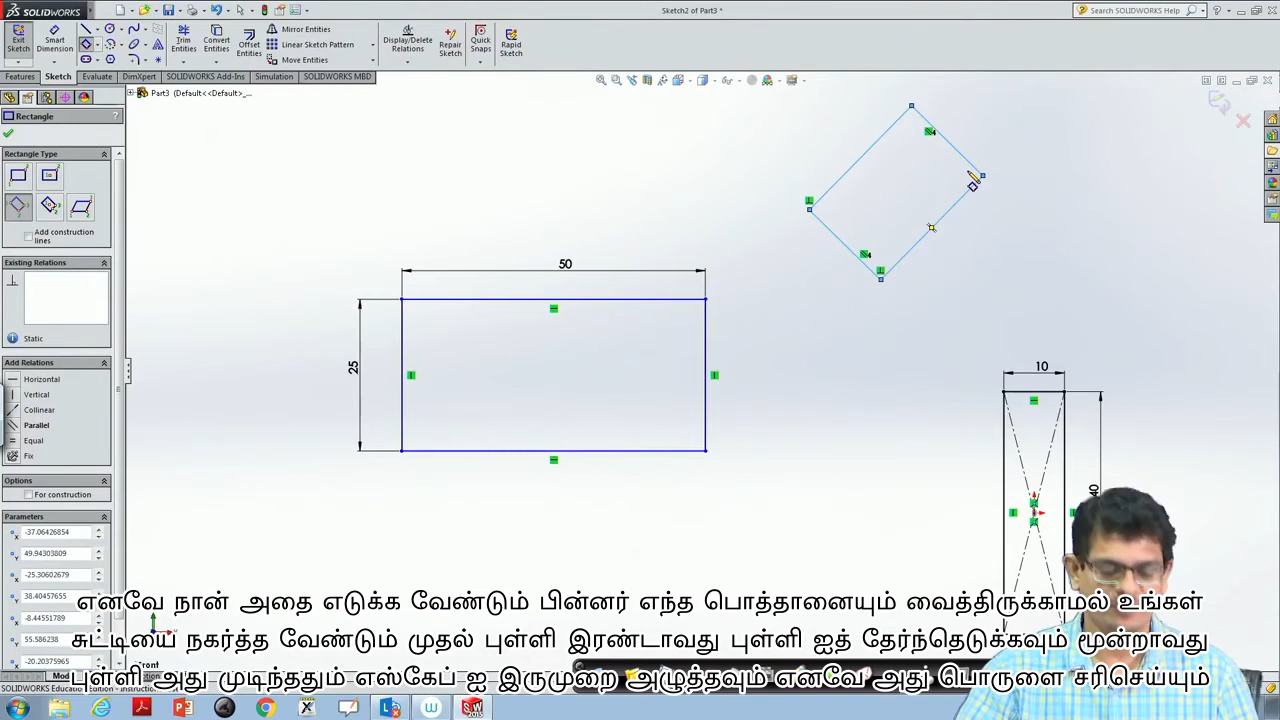 SOLIDWORKS
Sketch2 of Part3 *
Search SOLIDWORKS Help
Exit Sketch
Smart Dimension
Trim Entities
Convert Entities
Offset Entities
Mirror Entities
Linear Sketch Pattern
Move Entities
Display/Delete Relations
Repair Sketch
Quick Snaps
Rapid Sketch
Features
Sketch
Evaluate
DimXpert
SOLIDWORKS Add-Ins
Simulation
SOLIDWORKS MBD
Part3 (Default<<Default>_...
Rectangle
Rectangle Type
Add construction lines
Existing Relations
Static
Add Relations
Horizontal
Vertical
Collinear
Parallel
Equal
Fix
Options
For construction
Parameters
-37.06426854
49.94303809
-25.30602679
38.40457655
-8.44551789
55.586238
-20.20375965
50
25
10
40
எனவே நான் அதை எடுக்க வேண்டும் பின்னர் எந்த பொத்தானையும் வைத்திருக்காமல் உங்கள்
சுட்டியை நகர்த்த வேண்டும் முதல் புள்ளி இரண்டாவது புள்ளி ஐத் தேர்ந்தெடுக்கவும் மூன்றாவது
புள்ளி அது முடிந்ததும் எஸ்கேப் ஐ இருமுறை அழுத்தவும் எனவே அது பொருளை சரிசெய்யும்